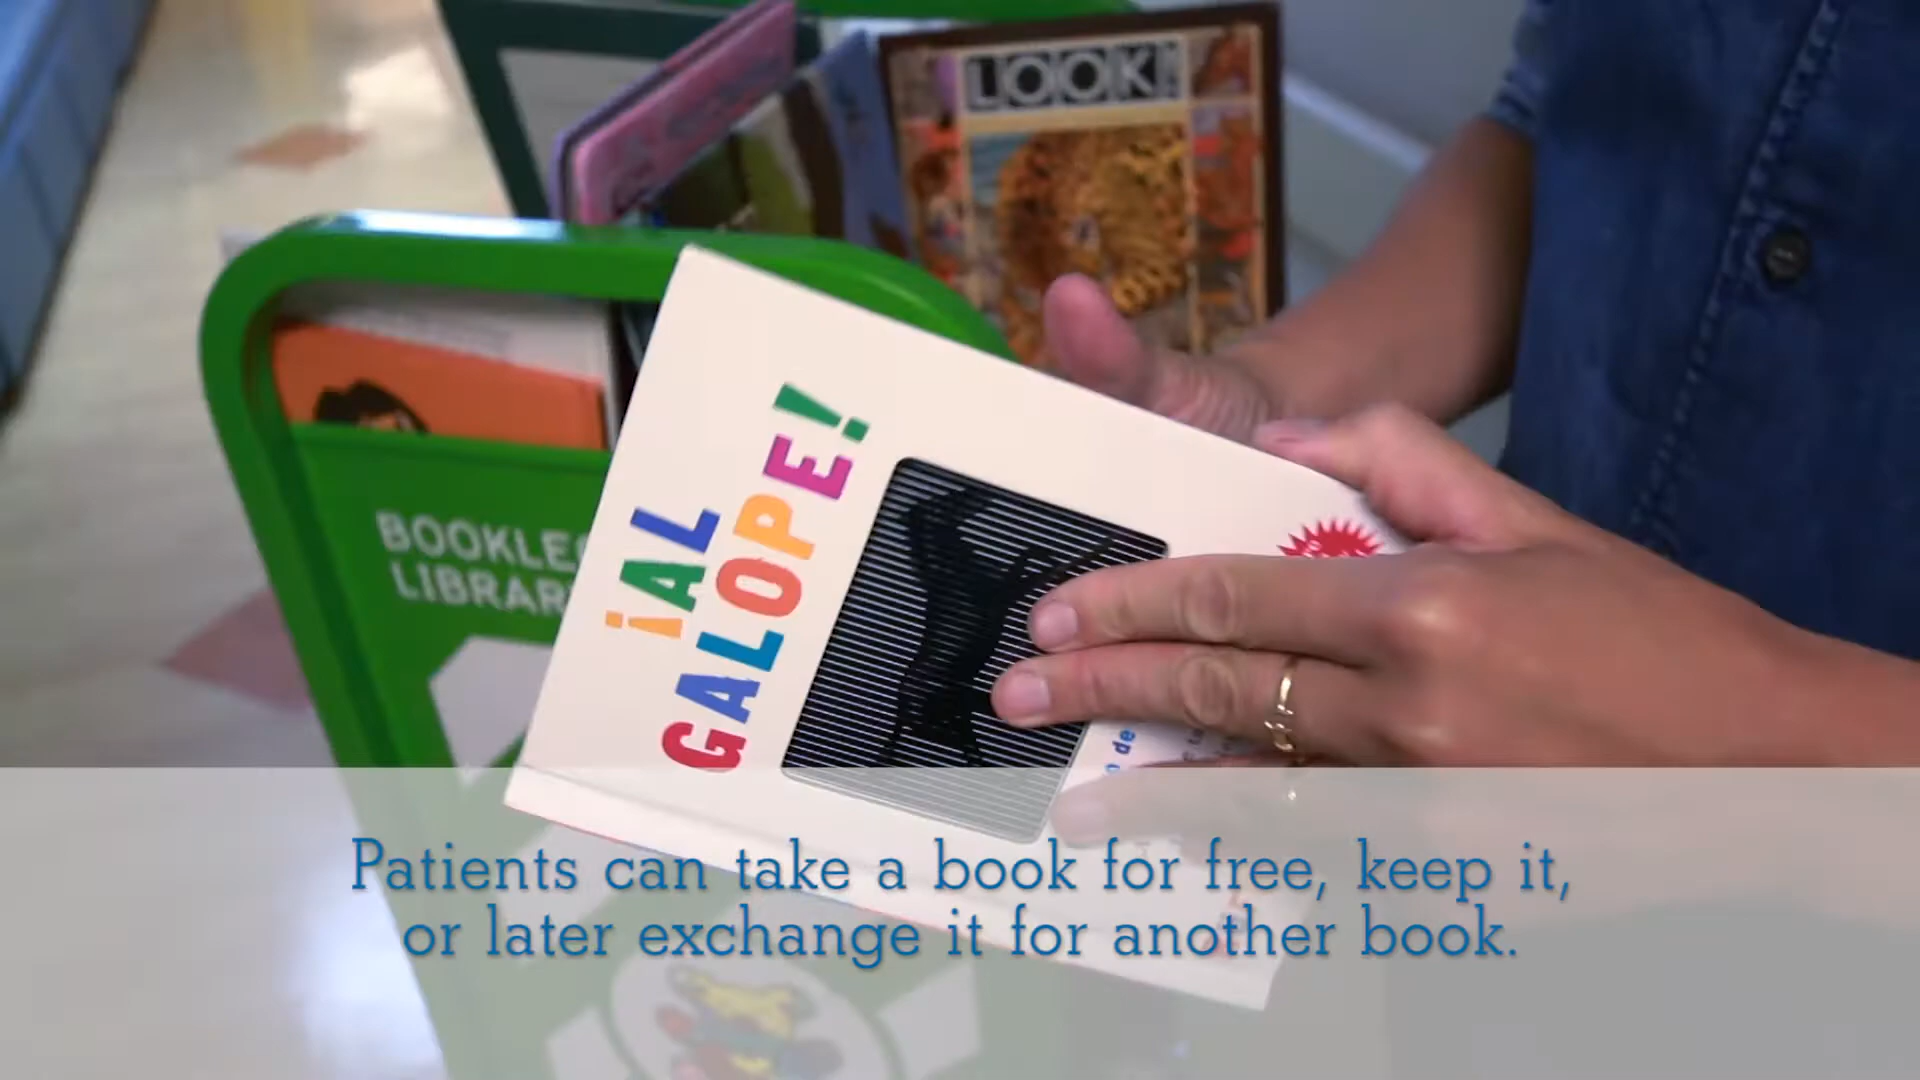 LOOK!
¡AL
GALOPE!
LIBRAR
de
Patients can take a book for free, keep it,
or later exchange it for another book.